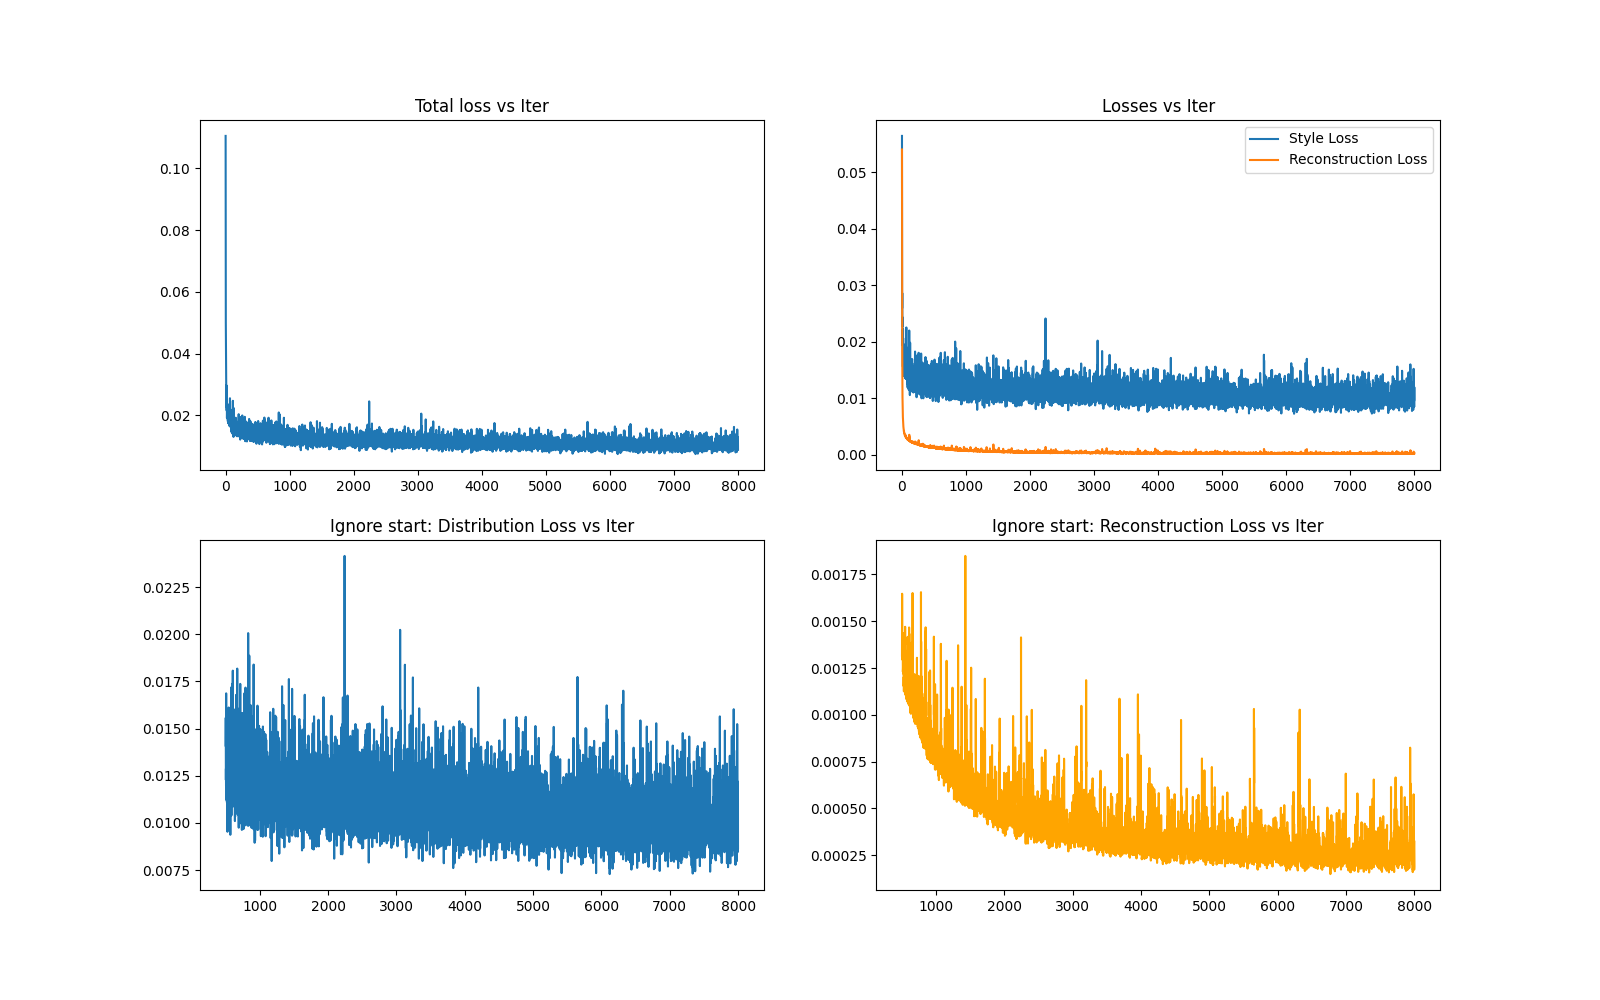 Total loss vs Iter
0.10
0.08
0.06
0.04
0.02
0 1000 2000 3000 4000 5000 6000 7000 8000
Losses vs Iter
Style Loss
Reconstruction Loss
0.05
0.04
0.03
0.02
0.01
0.00
0 1000 2000 3000 4000 5000 6000 7000 8000
Ignore start: Distribution Loss vs Iter
0.0225
0.0200
0.0175
0.0150
0.0125
0.0100
0.0075
1000 2000 3000 4000 5000 6000 7000 8000
Ignore start: Reconstruction Loss vs Iter
0.00175
0.00150
0.00125
0.00100
0.00075
0.00050
0.00025
1000 2000 3000 4000 5000 6000 7000 8000